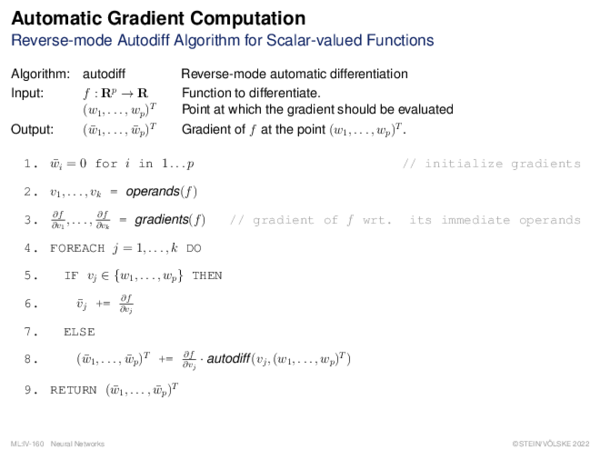 Automatic Gradient Computation
Reverse-mode Autodiff Algorithm for Scalar-valued Functions
Algorithm: autodiff Reverse-mode automatic differentiation
Input: f : R^p → R Function to differentiate.
(w_1, . . . , w_p)^T Point at which the gradient should be evaluated
Output: (w̄_1, . . . , w̄_p)^T Gradient of f at the point (w_1, . . . , w_p)^T.
1. w̄_i = 0 for i in 1...p // initialize gradients
2. v_1, . . . , v_k = operands(f)
3. ∂f/∂v_1, . . . , ∂f/∂v_k = gradients(f) // gradient of f wrt. its immediate operands
4. FOREACH j = 1, . . . , k DO
5. IF v_j ∈ {w_1, . . . , w_p} THEN
6. v̄_j += ∂f/∂v_j
7. ELSE
8. (w̄_1, . . . , w̄_p)^T += ∂f/∂v_j · autodiff(v_j, (w_1, . . . , w_p)^T)
9. RETURN (w̄_1, . . . , w̄_p)^T
ML:IV-160 Neural Networks ©STEIN/VÖLSKE 2022